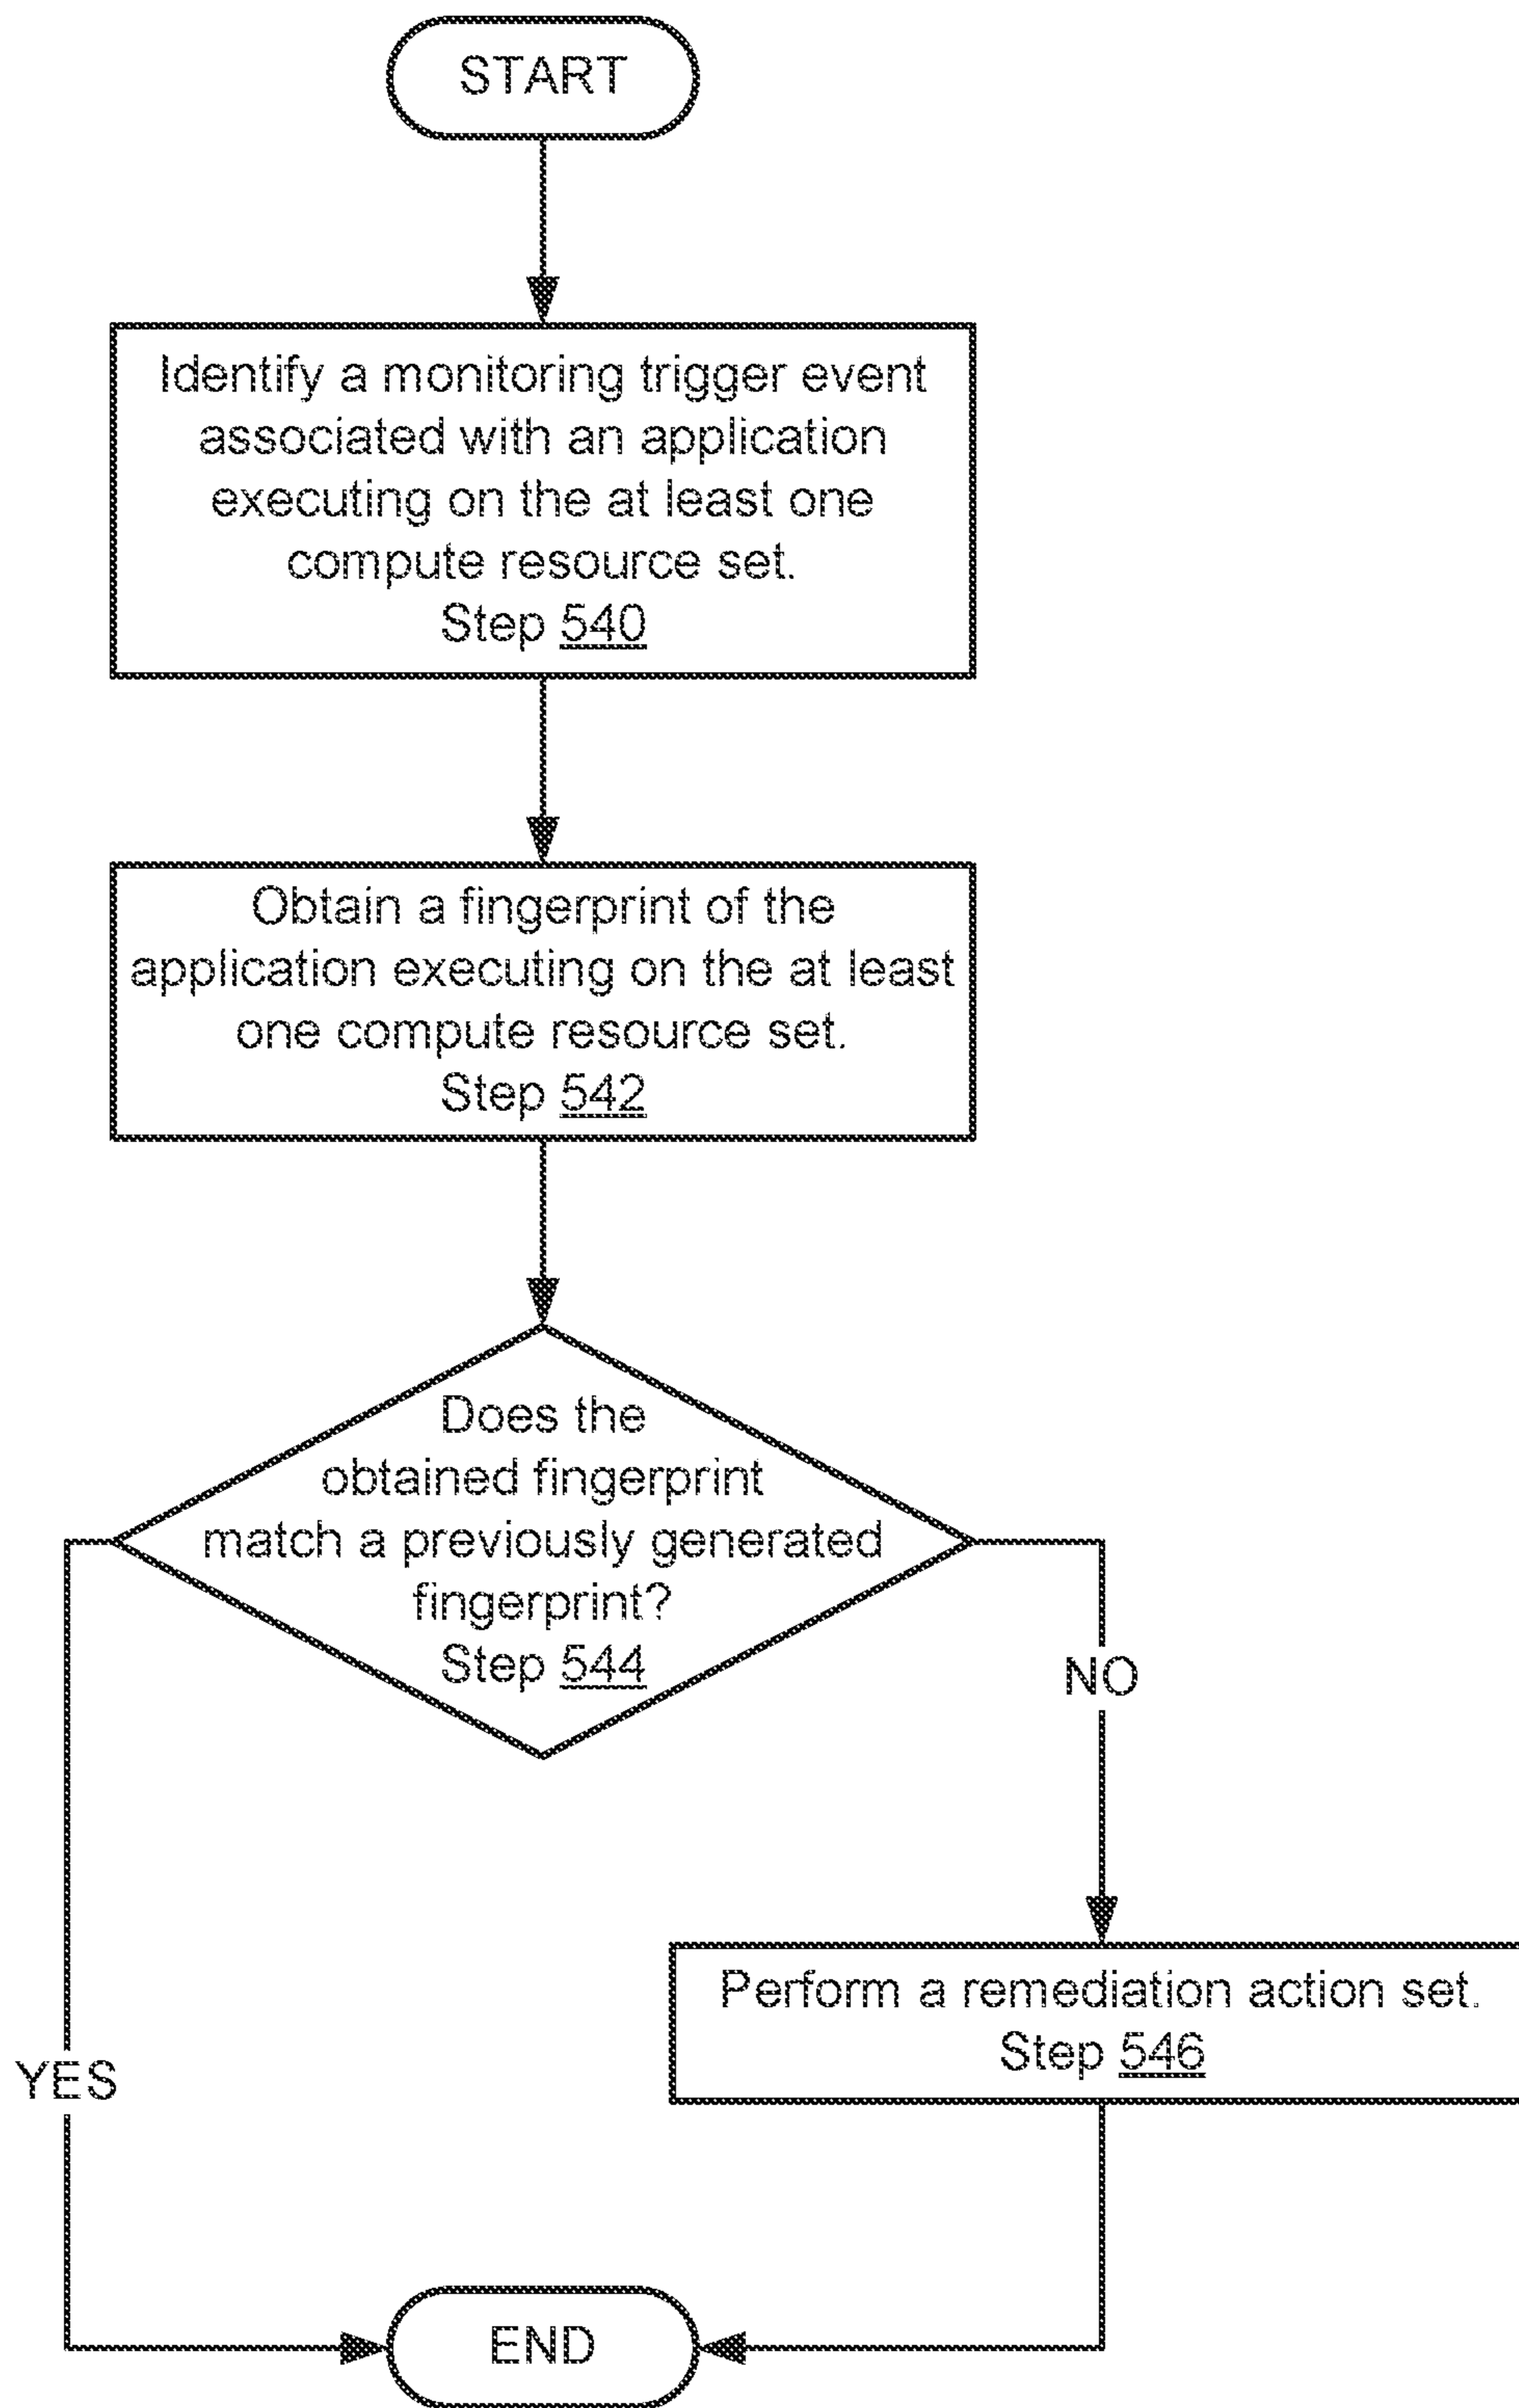 START
Identify a monitoring trigger event
associated with an application
executing on the at least one
compute resource set.
Step 540
Obtain a fingerprint of the
application executing on the at least
one compute resource set.
Step 542
Does the
obtained fingerprint
match a previously generated
fingerprint?
Step 544
NO
Perform a remediation action set.
Step 546
YES
END